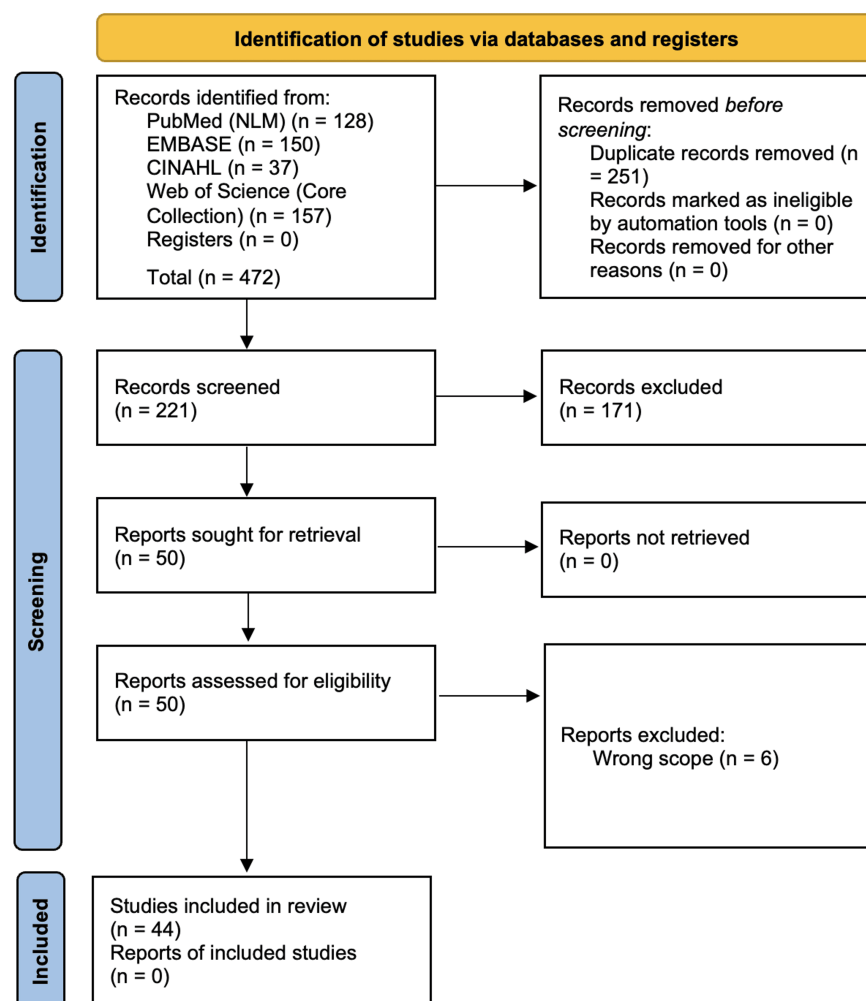 Identification of studies via databases and registers
Identification
Records identified from:
PubMed (NLM) (n = 128)
EMBASE (n = 150)
CINAHL (n = 37)
Web of Science (Core
Collection) (n = 157)
Registers (n = 0)
Total (n = 472)
Records removed before
screening:
Duplicate records removed (n
= 251)
Records marked as ineligible
by automation tools (n = 0)
Records removed for other
reasons (n = 0)
Screening
Records screened
(n = 221)
Records excluded
(n = 171)
Reports sought for retrieval
(n = 50)
Reports not retrieved
(n = 0)
Reports assessed for eligibility
(n = 50)
Reports excluded:
Wrong scope (n = 6)
Included
Studies included in review
(n = 44)
Reports of included studies
(n = 0)